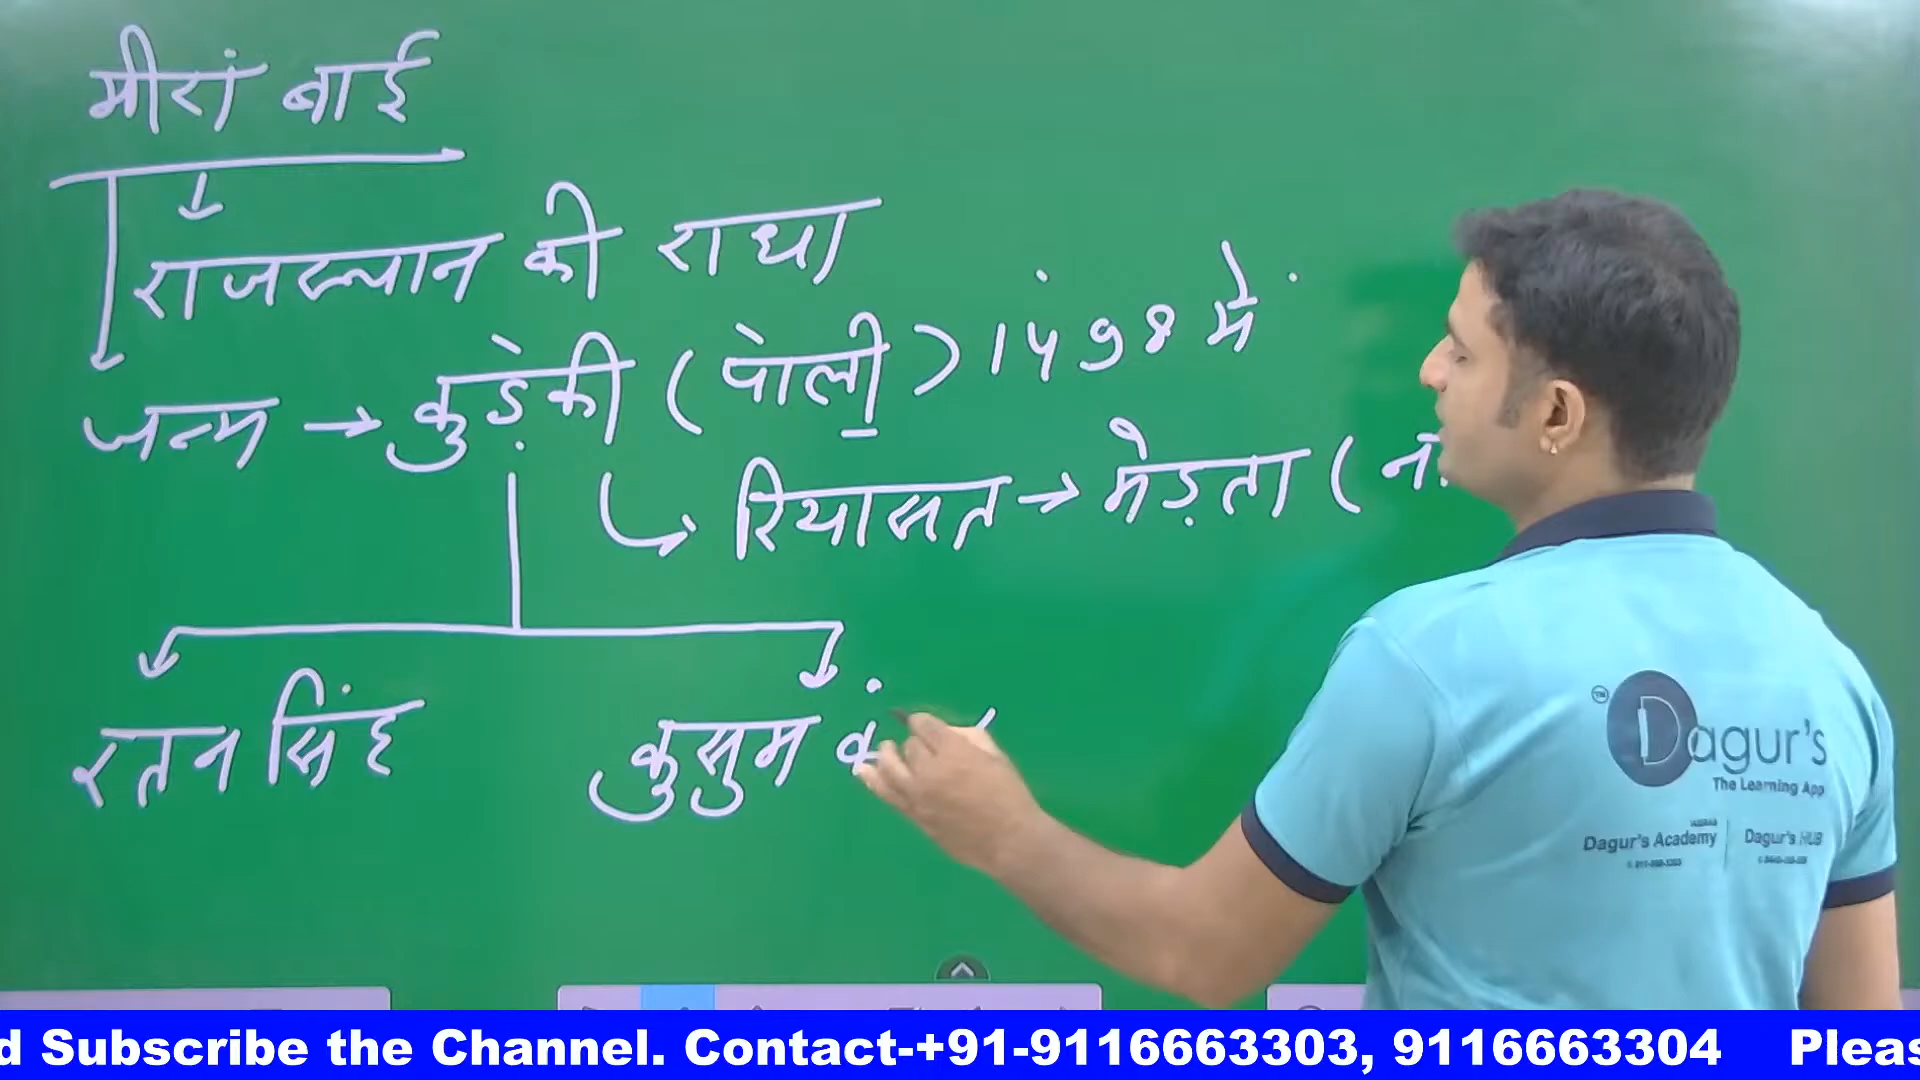 मीरां बाई
राजस्थान की राधा
जन्म → कुड़की (पाली) 1498 में
रियासत → मेड़ता (
रतन सिंह
कुसुम
Dagur's
The Learning App
Dagur's Academy
Dagur's HUB
d Subscribe the Channel. Contact-+91-9116663303, 9116663304 Pleas